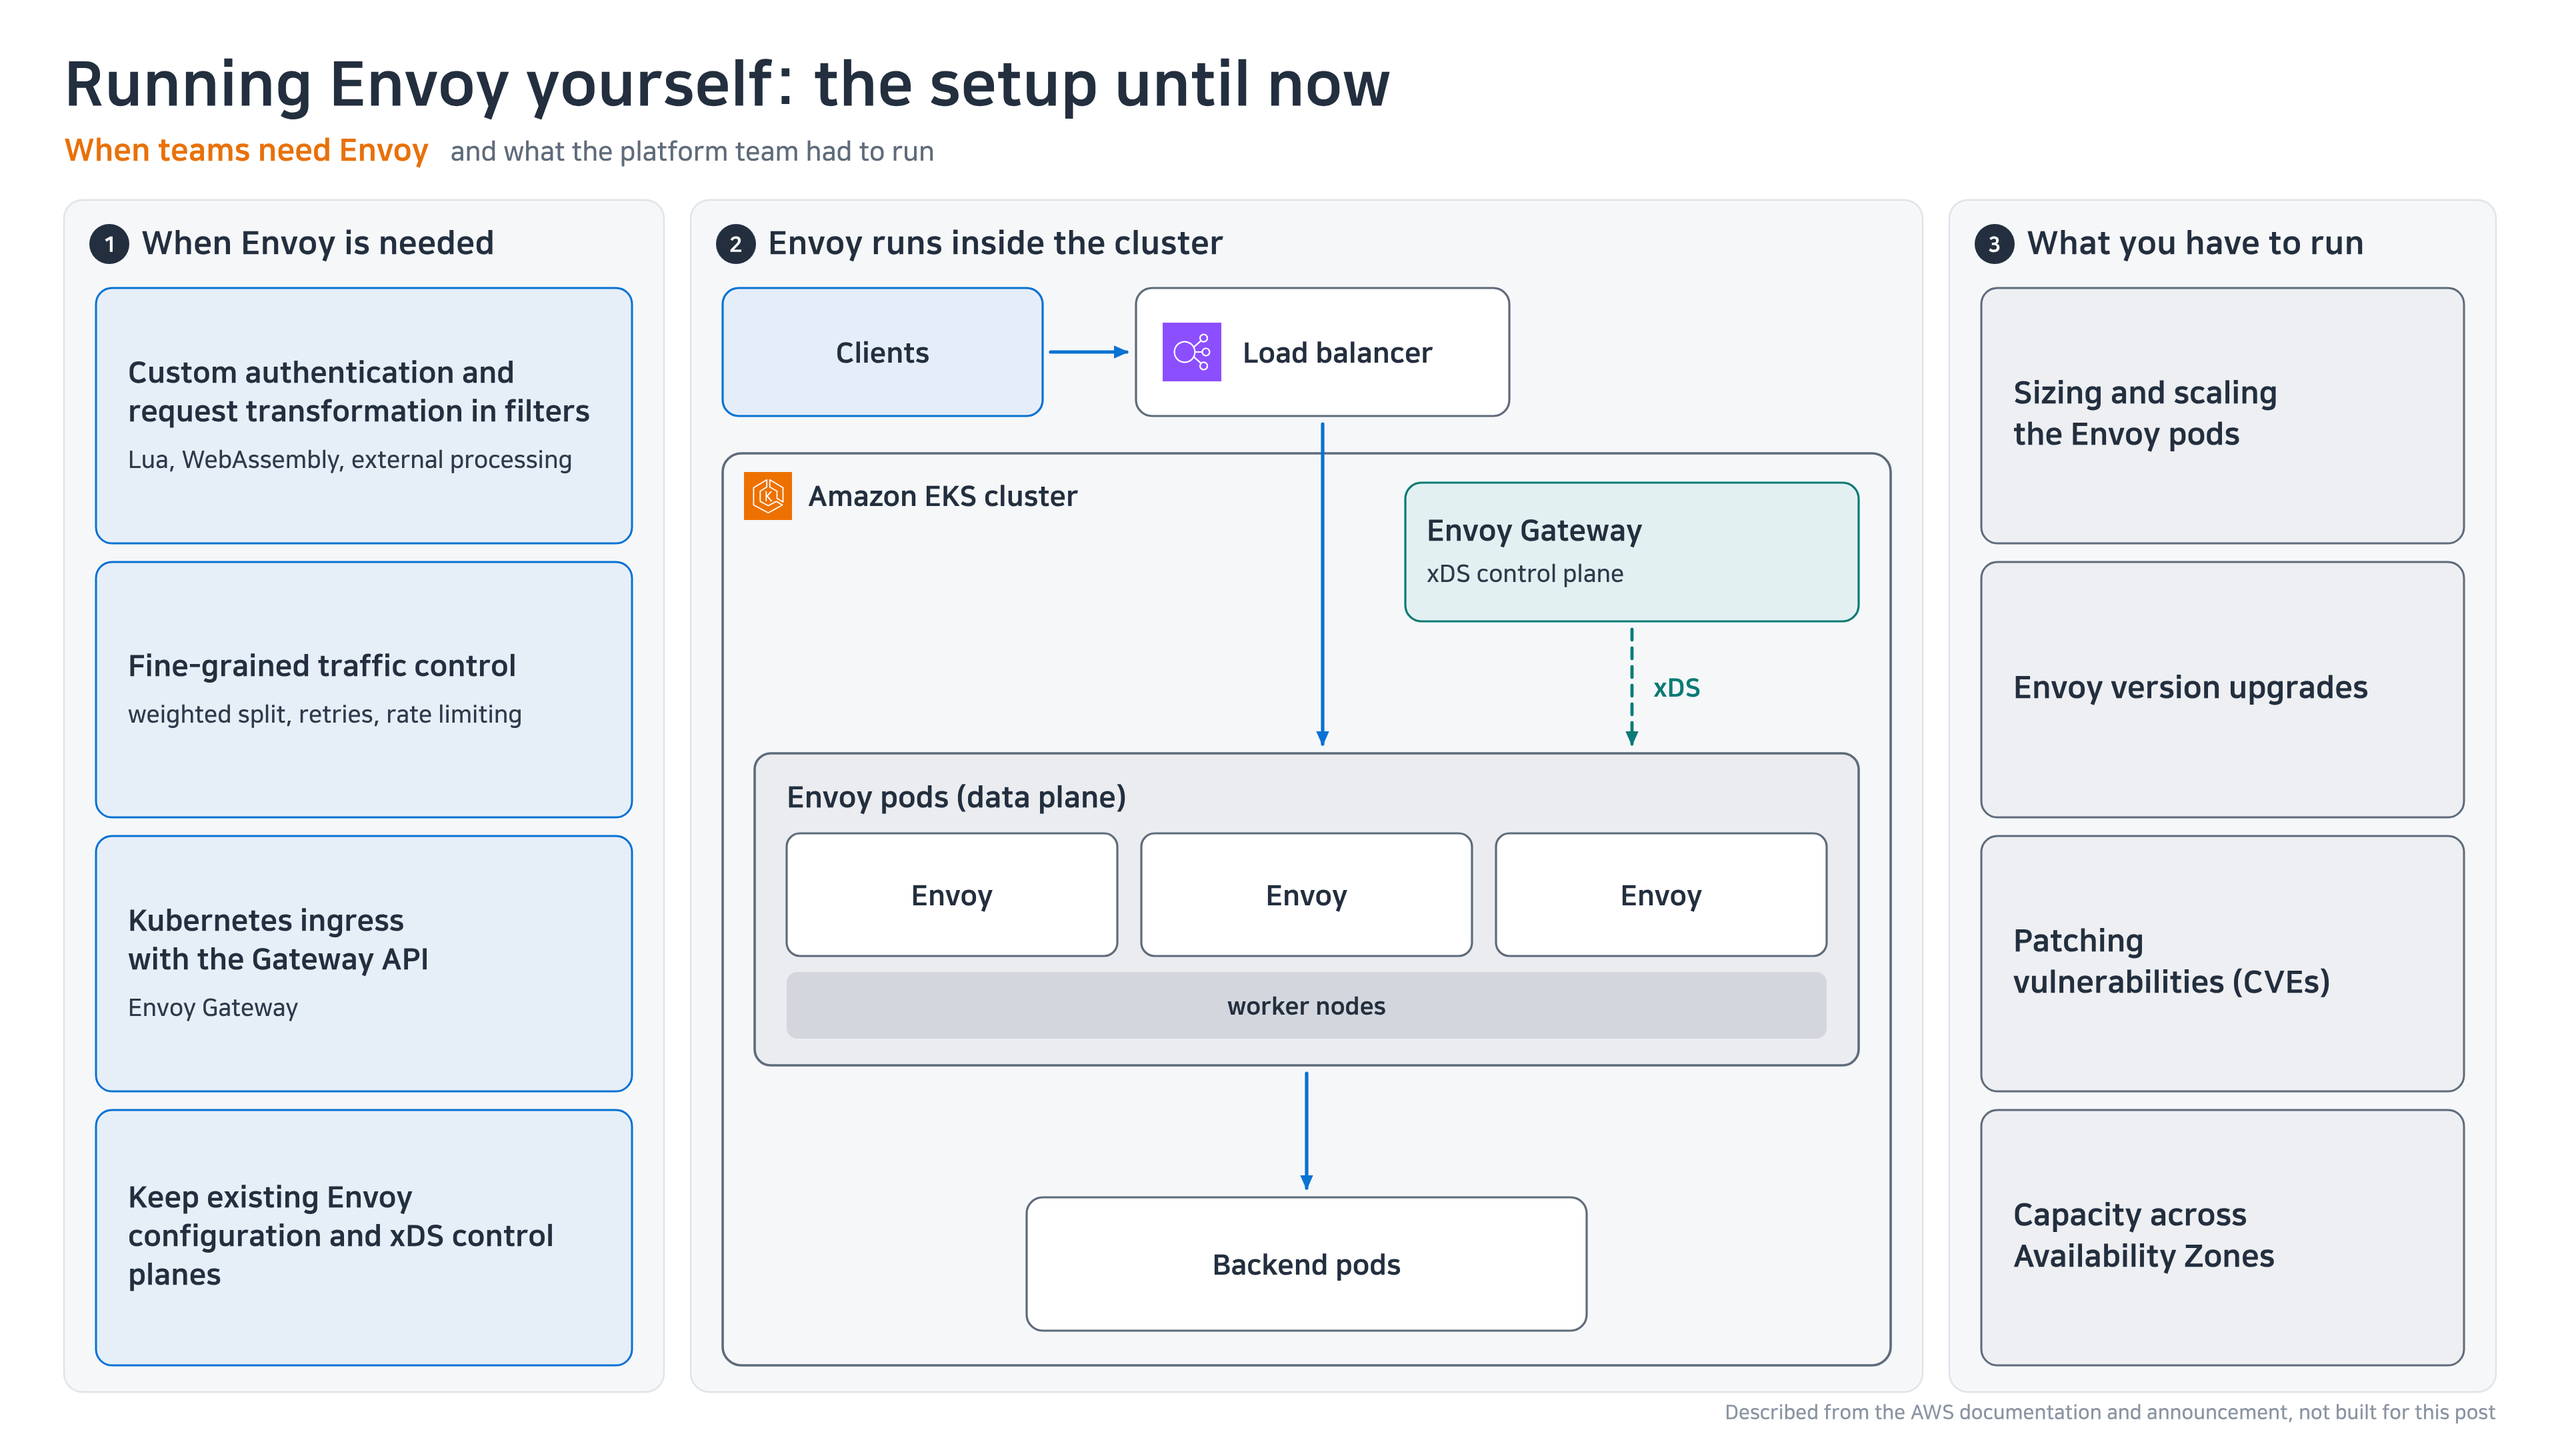 Running Envoy yourself: the setup until now
When teams need Envoy and what the platform team had to run
1 When Envoy is needed
Custom authentication and
request transformation in filters
Lua, WebAssembly, external processing
Fine-grained traffic control
weighted split, retries, rate limiting
Kubernetes ingress
with the Gateway API
Envoy Gateway
Keep existing Envoy
configuration and xDS control
planes
2 Envoy runs inside the cluster
Clients
Load balancer
Amazon EKS cluster
Envoy Gateway
xDS control plane
xDS
Envoy pods (data plane)
Envoy
Envoy
Envoy
worker nodes
Backend pods
3 What you have to run
Sizing and scaling
the Envoy pods
Envoy version upgrades
Patching
vulnerabilities (CVEs)
Capacity across
Availability Zones
Described from the AWS documentation and announcement, not built for this post